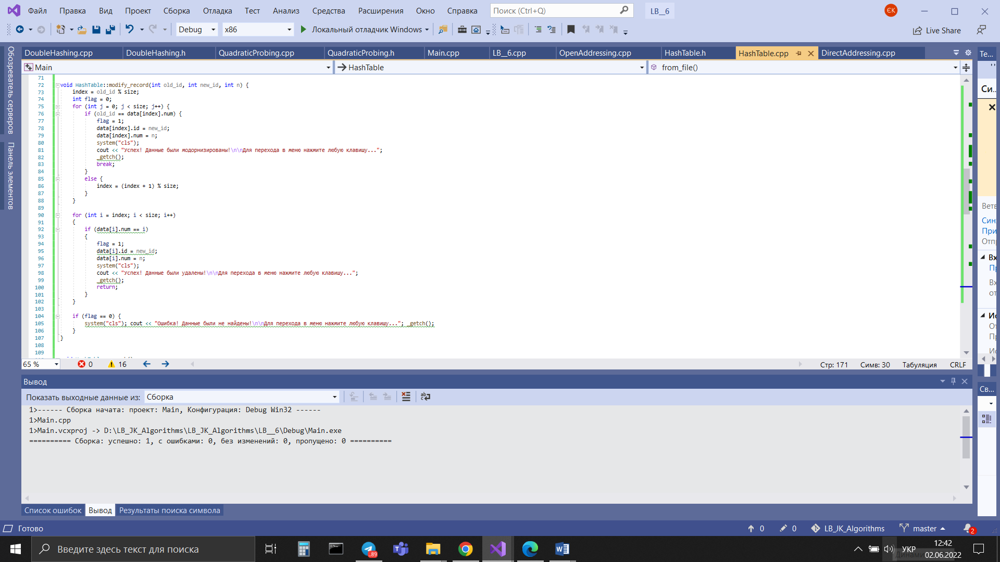 Файл Правка Вид Проект Сборка Отладка Тест Анализ Средства Расширения Окно Справка Поиск (Ctrl+Q) LB__6 ЄК
Debug x86 Локальный отладчик Windows Live Share
Обозреватель серверов
Панель элементов
DoubleHashing.cpp DoubleHashing.h QuadraticProbing.cpp QuadraticProbing.h Main.cpp LB__6.cpp OpenAddressing.cpp HashTable.h HashTable.cpp DirectAddressing.cpp Те...
Main HashTable from_file()
71
72 void HashTable::modify_record(int old_id, int new_id, int n) {
73 index = old_id % size;
74 int flag = 0;
75 for (int j = 0; j < size; j++) {
76 if (old_id == data[index].num) {
77 flag = 1;
78 data[index].id = new_id;
79 data[index].num = n;
80 system("cls");
81 cout << "Успех! Данные были модорнизированы!\n\nДля перехода в меню нажмите любую клавишу...";
82 _getch();
83 break;
84 }
85 else {
86 index = (index + 1) % size;
87 }
88 }
89
90 for (int i = index; i < size; i++)
91 {
92 if (data[i].num == i)
93 {
94 flag = 1;
95 data[i].id = new_id;
96 data[i].num = n;
97 system("cls");
98 cout << "Успех! Данные были удалены!\n\nДля перехода в меню нажмите любую клавишу...";
99 _getch();
100 return;
101 }
102 }
103
104 if (flag == 0) {
105 system("cls"); cout << "Ошибка! Данные были не найдены!\n\nДля перехода в меню нажмите любую клавишу..."; _getch();
106 }
107 }
108
109
Си...
Ветв
Син
При
Отп
Вх
Пр
Вх
от
Ис
От
Пр
Ис
65 % 0 16 Стр: 171 Симв: 30 Табуляция CRLF
Вывод
Св...
Показать выходные данные из: Сборка
1>------ Сборка начата: проект: Main, Конфигурация: Debug Win32 ------
1>Main.cpp
1>Main.vcxproj -> D:\LB_JK_Algorithms\LB_JK_Algorithms\LB__6\Debug\Main.exe
========== Сборка: успешно: 1, с ошибками: 0, без изменений: 0, пропущено: 0 ==========
Список ошибок Вывод Результаты поиска символа
Готово 0 0 LB_JK_Algorithms master 2
Введите здесь текст для поиска ..89 УКР 12:42
02.06.2022